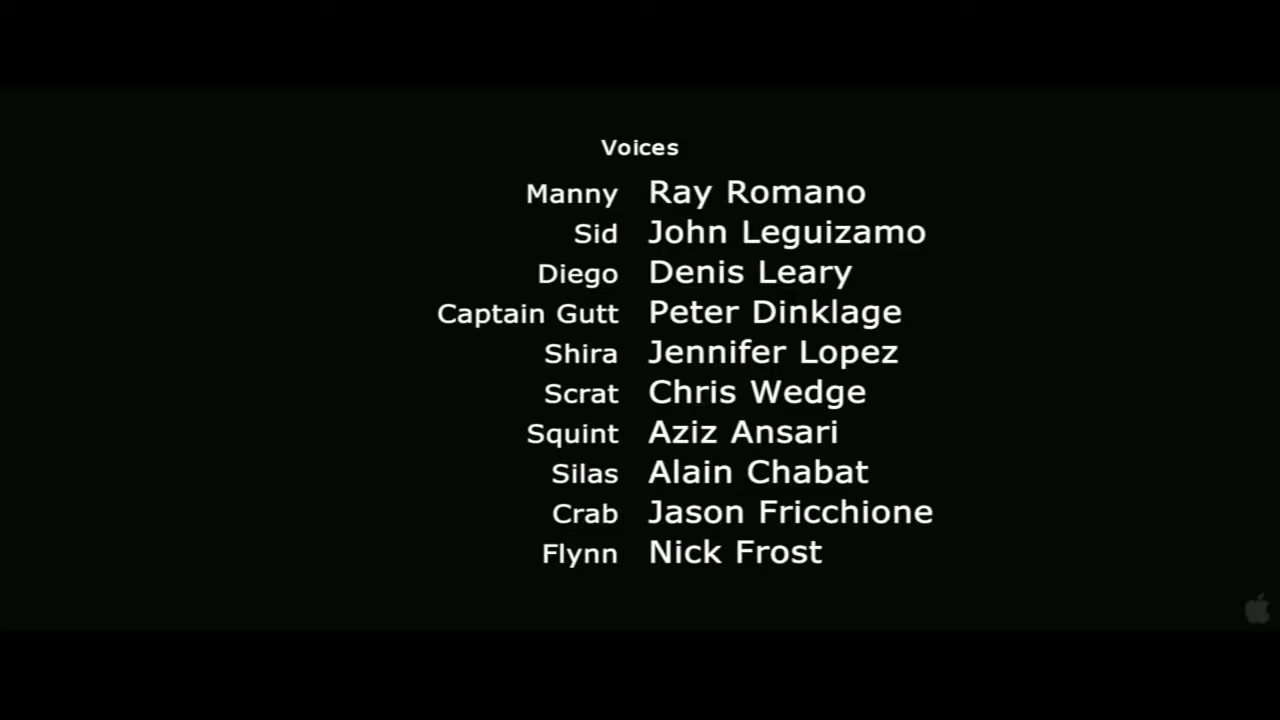 Voices
Manny Ray Romano
Sid John Leguizamo
Diego Denis Leary
Captain Gutt Peter Dinklage
Shira Jennifer Lopez
Scrat Chris Wedge
Squint Aziz Ansari
Silas Alain Chabat
Crab Jason Fricchione
Flynn Nick Frost